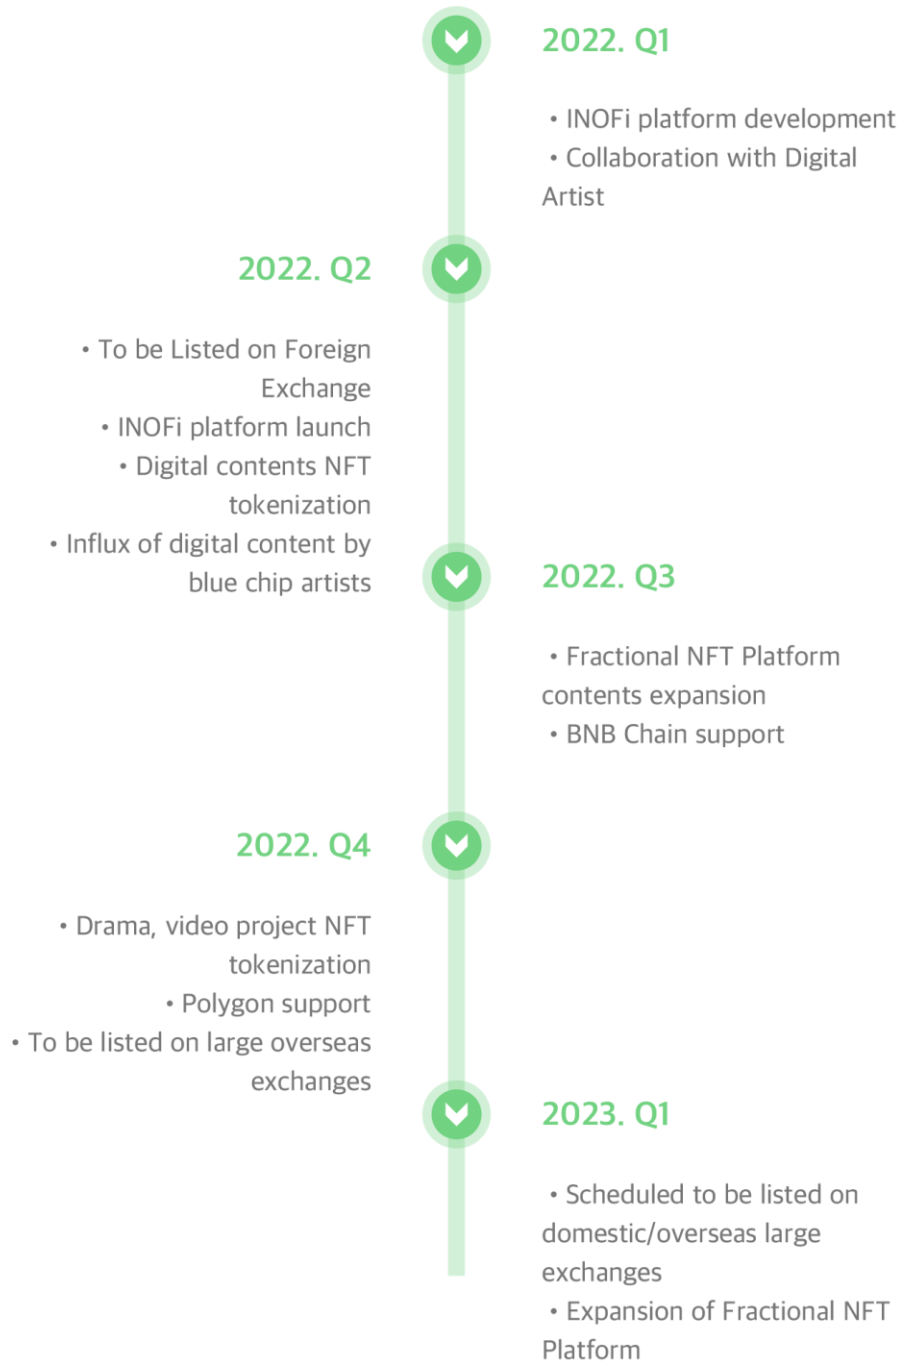 2022. Q1
• INOFi platform development
• Collaboration with Digital
Artist
2022. Q2
• To be Listed on Foreign
Exchange
• INOFi platform launch
• Digital contents NFT
tokenization
• Influx of digital content by
blue chip artists
2022. Q3
• Fractional NFT Platform
contents expansion
• BNB Chain support
2022. Q4
• Drama, video project NFT
tokenization
• Polygon support
• To be listed on large overseas
exchanges
2023. Q1
• Scheduled to be listed on
domestic/overseas large
exchanges
• Expansion of Fractional NFT
Platform